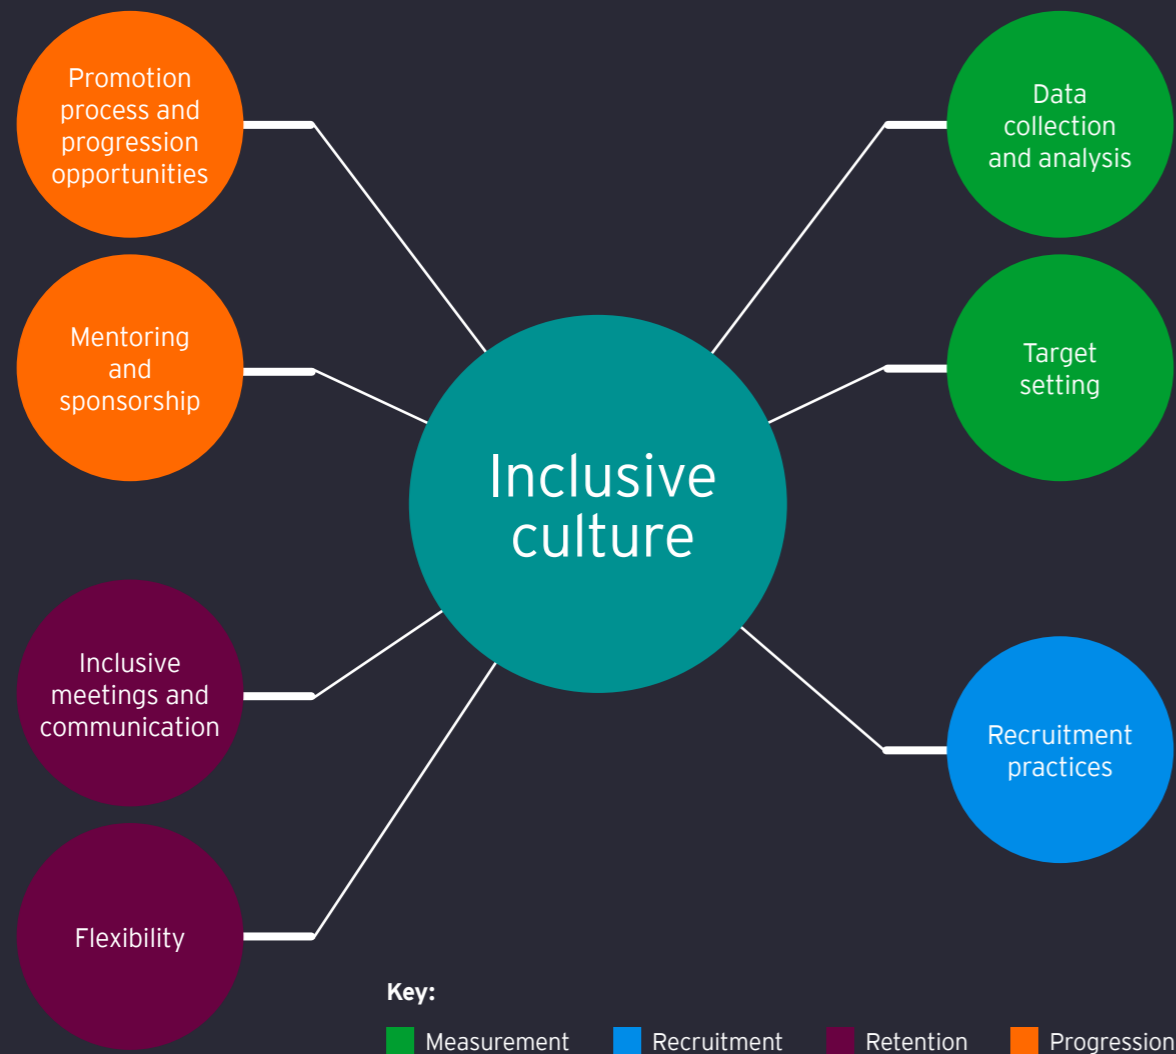 Promotion
process and
progression
opportunities
Mentoring
and
sponsorship
Inclusive
meetings and
communication
Flexibility
Inclusive
culture
Data
collection
and analysis
Target
setting
Recruitment
practices
Key:
Measurement
Recruitment
Retention
Progression